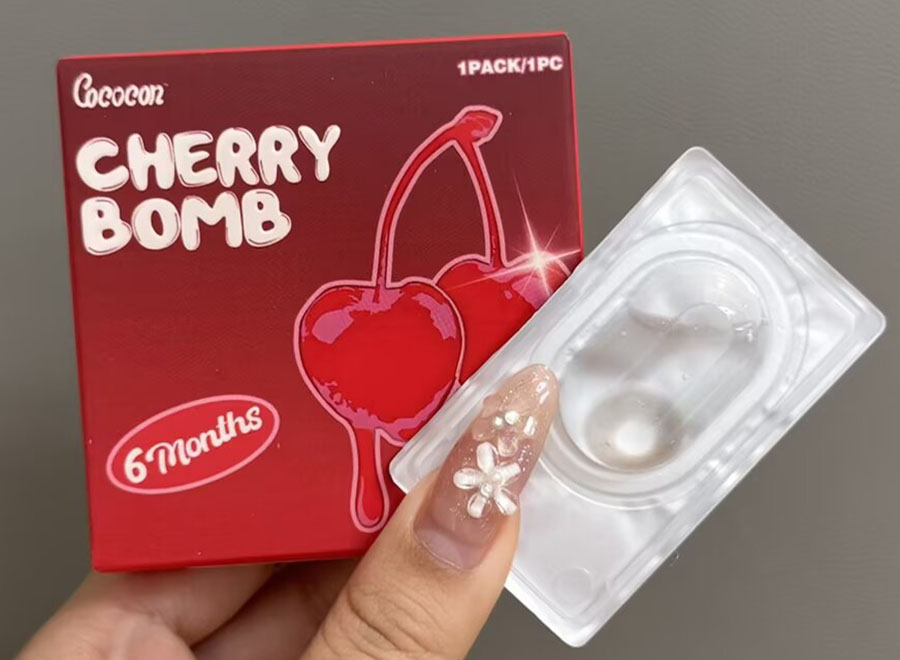 Cococon
1PACK/1PC
CHERRY
BOMB
6 Months